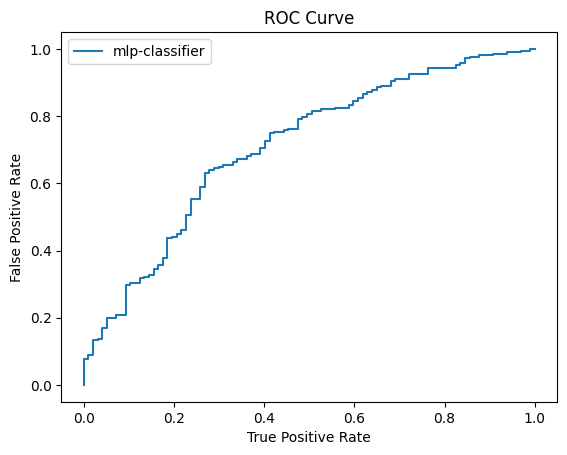 ROC Curve
mlp-classifier
False Positive Rate
1.0
0.8
0.6
0.4
0.2
0.0
0.0 0.2 0.4 0.6 0.8 1.0
True Positive Rate